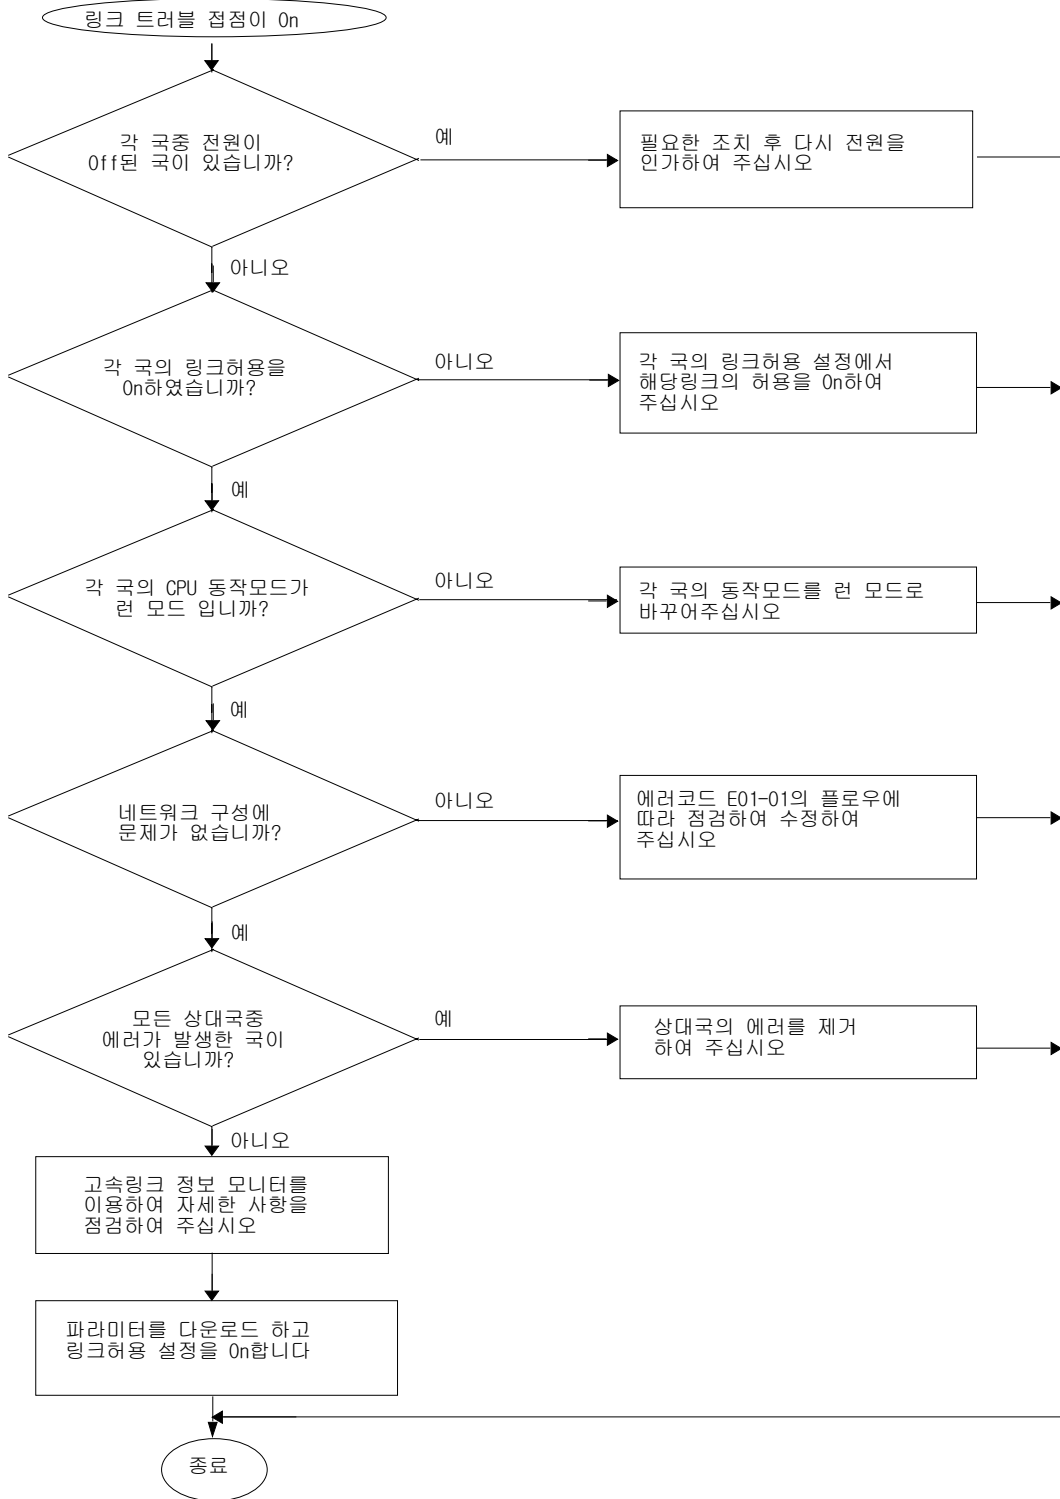 링크 트러블 접점이 On
각 국중 전원이
Off된 국이 있습니까?
예
필요한 조치 후 다시 전원을
인가하여 주십시오
아니오
각 국의 링크허용을
On하였습니까?
아니오
각 국의 링크허용 설정에서
해당링크의 허용을 On하여
주십시오
예
각 국의 CPU 동작모드가
런 모드 입니까?
아니오
각 국의 동작모드를 런 모드로
바꾸어주십시오
예
네트워크 구성에
문제가 없습니까?
아니오
에러코드 E01-01의 플로우에
따라 점검하여 수정하여
주십시오
예
모든 상대국중
에러가 발생한 국이
있습니까?
예
상대국의 에러를 제거
하여 주십시오
아니오
고속링크 정보 모니터를
이용하여 자세한 사항을
점검하여 주십시오
파라미터를 다운로드 하고
링크허용 설정을 On합니다
종료